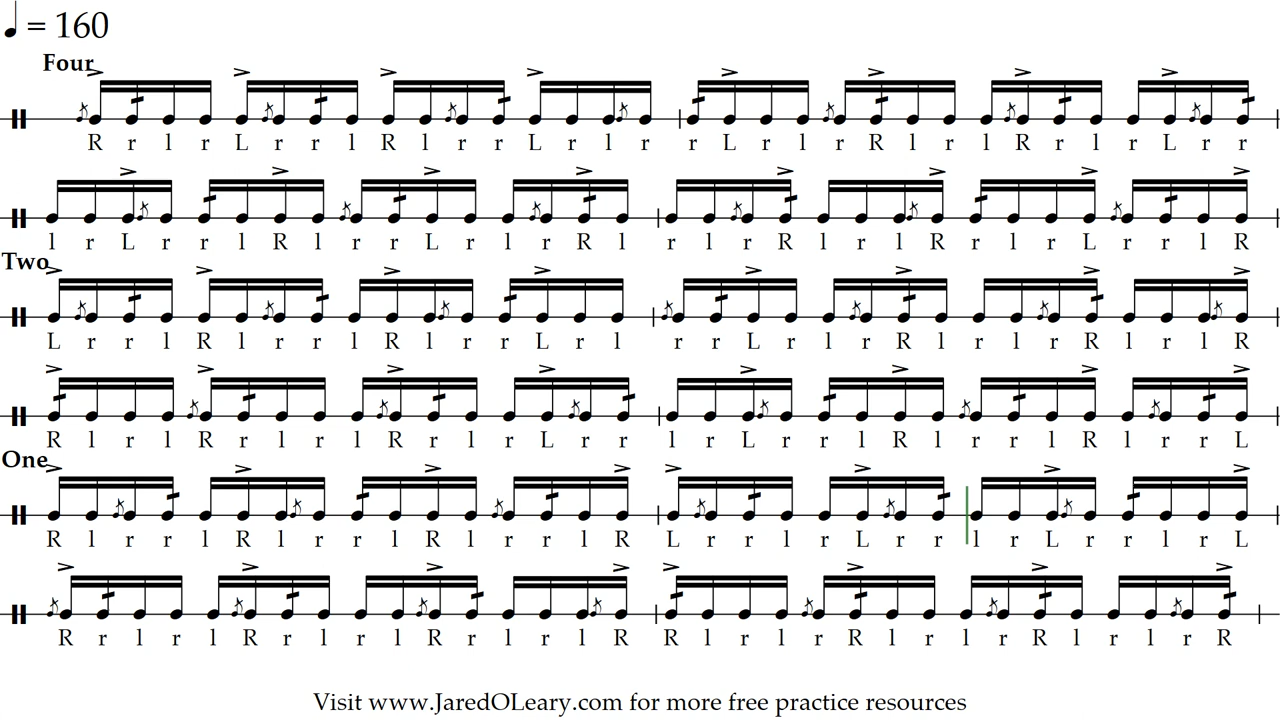 ♩ = 160
Four
R r l r L r r l R l r r L r l r r L r l r R l r l R r l r L r r
l r L r r l R l r r L r l r R l r l r R l r l R r l r L r r l R
Two
L r r l R l r r l R l r r L r l r r L r l r R l r l r R l r l R
R l r l R r l r l R r l r L r r l r L r r l R l r r l R l r r L
One
R l r r l R l r r l R l r r l R L r r l r L r r l r L r r l r L
R r l r l R r l r l R r l r l R R l r l r R l r l r R l r l r R
Visit www.JaredOLeary.com for more free practice resources